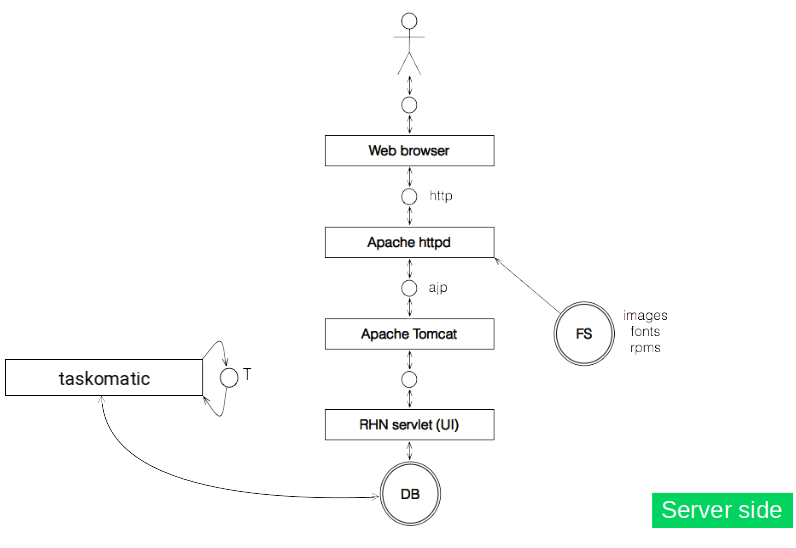 Web browser
http
Apache httpd
ajp
images
fonts
rpms
FS
Apache Tomcat
taskomatic
T
RHN servlet (UI)
DB
Server side